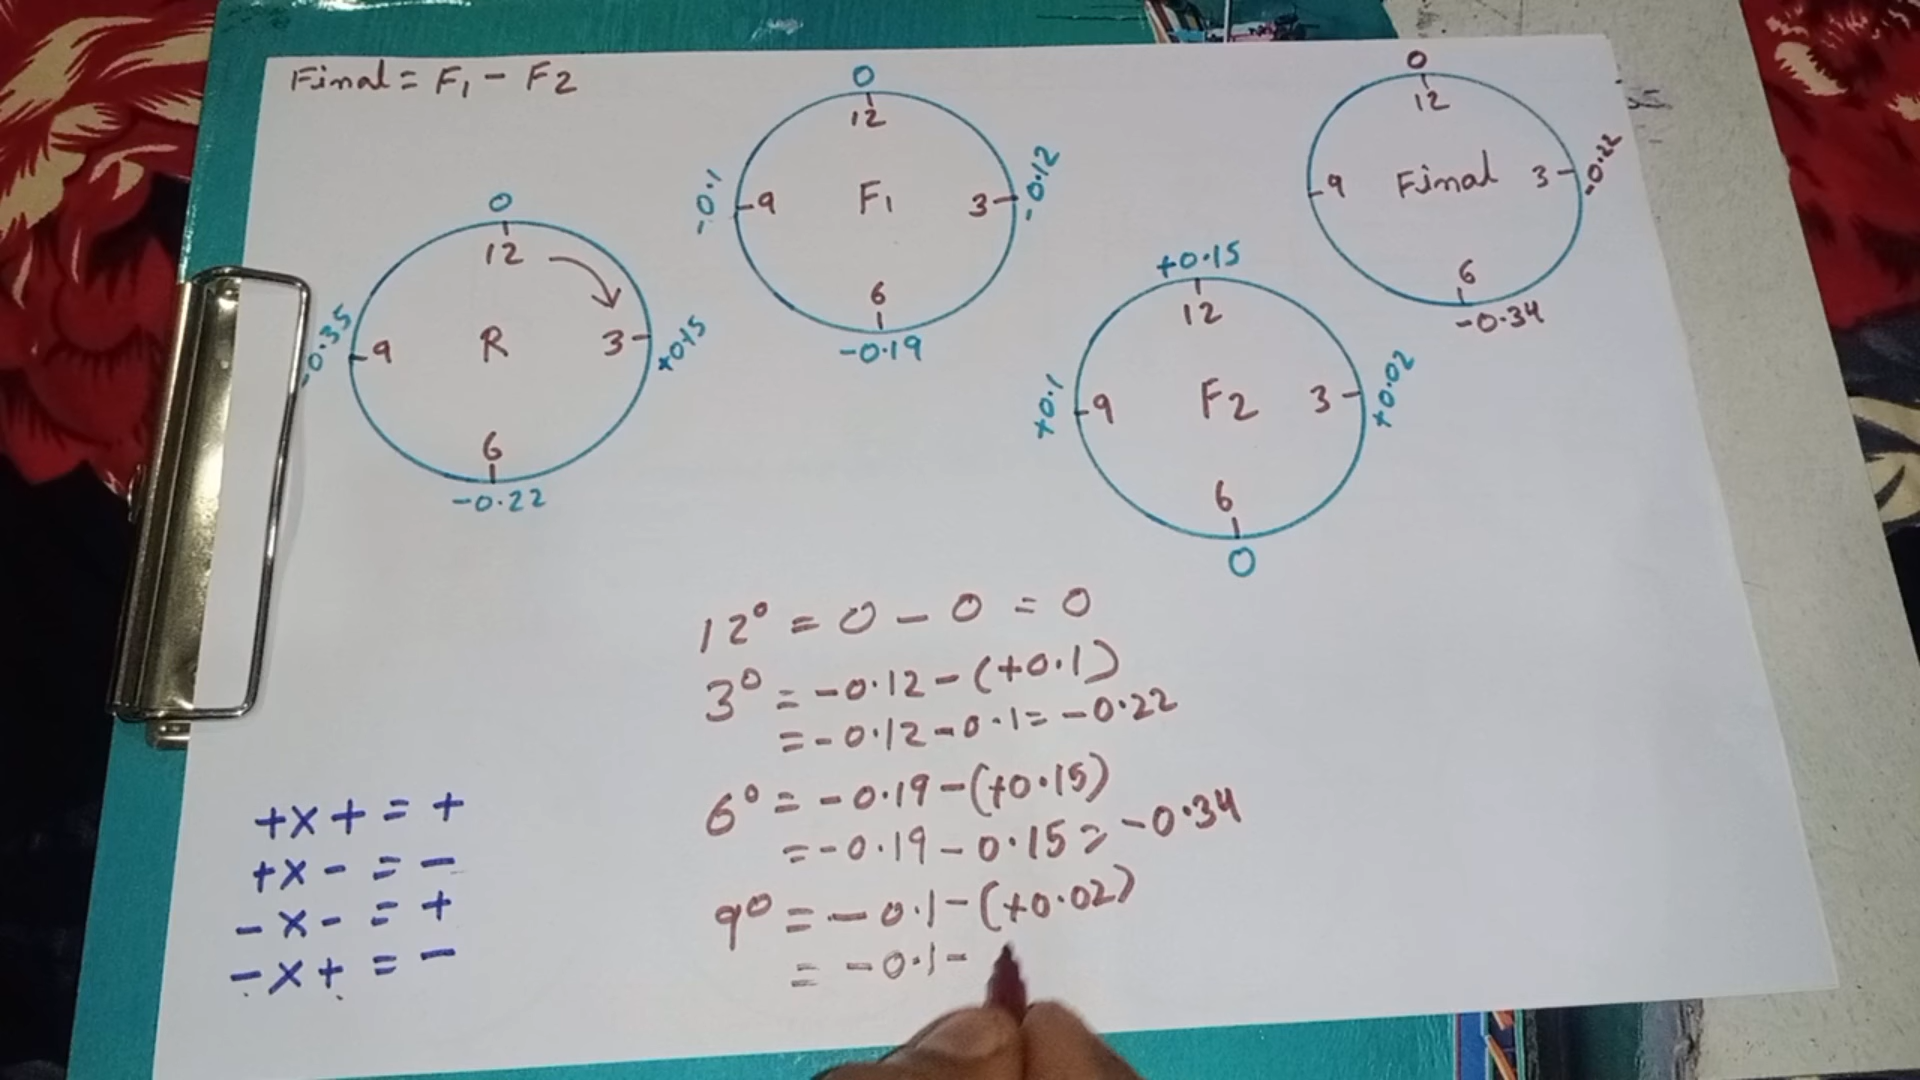 Final = F1 - F2
0
12
9 R 3
-0.35
+0.15
6
-0.22
0
12
9 F1 3
-0.1
-0.12
6
-0.19
+0.15
12
9 F2 3
+0.1
+0.02
6
0
0
12
9 Final 3
-0.22
6
-0.34
12° = 0 - 0 = 0
3° = -0.12 - (+0.1)
= -0.12 - 0.1 = -0.22
6° = -0.19 - (+0.15)
= -0.19 - 0.15 = -0.34
9° = -0.1 - (+0.02)
= -0.1 -
+ x + = +
+ x - = -
- x - = +
- x + = -